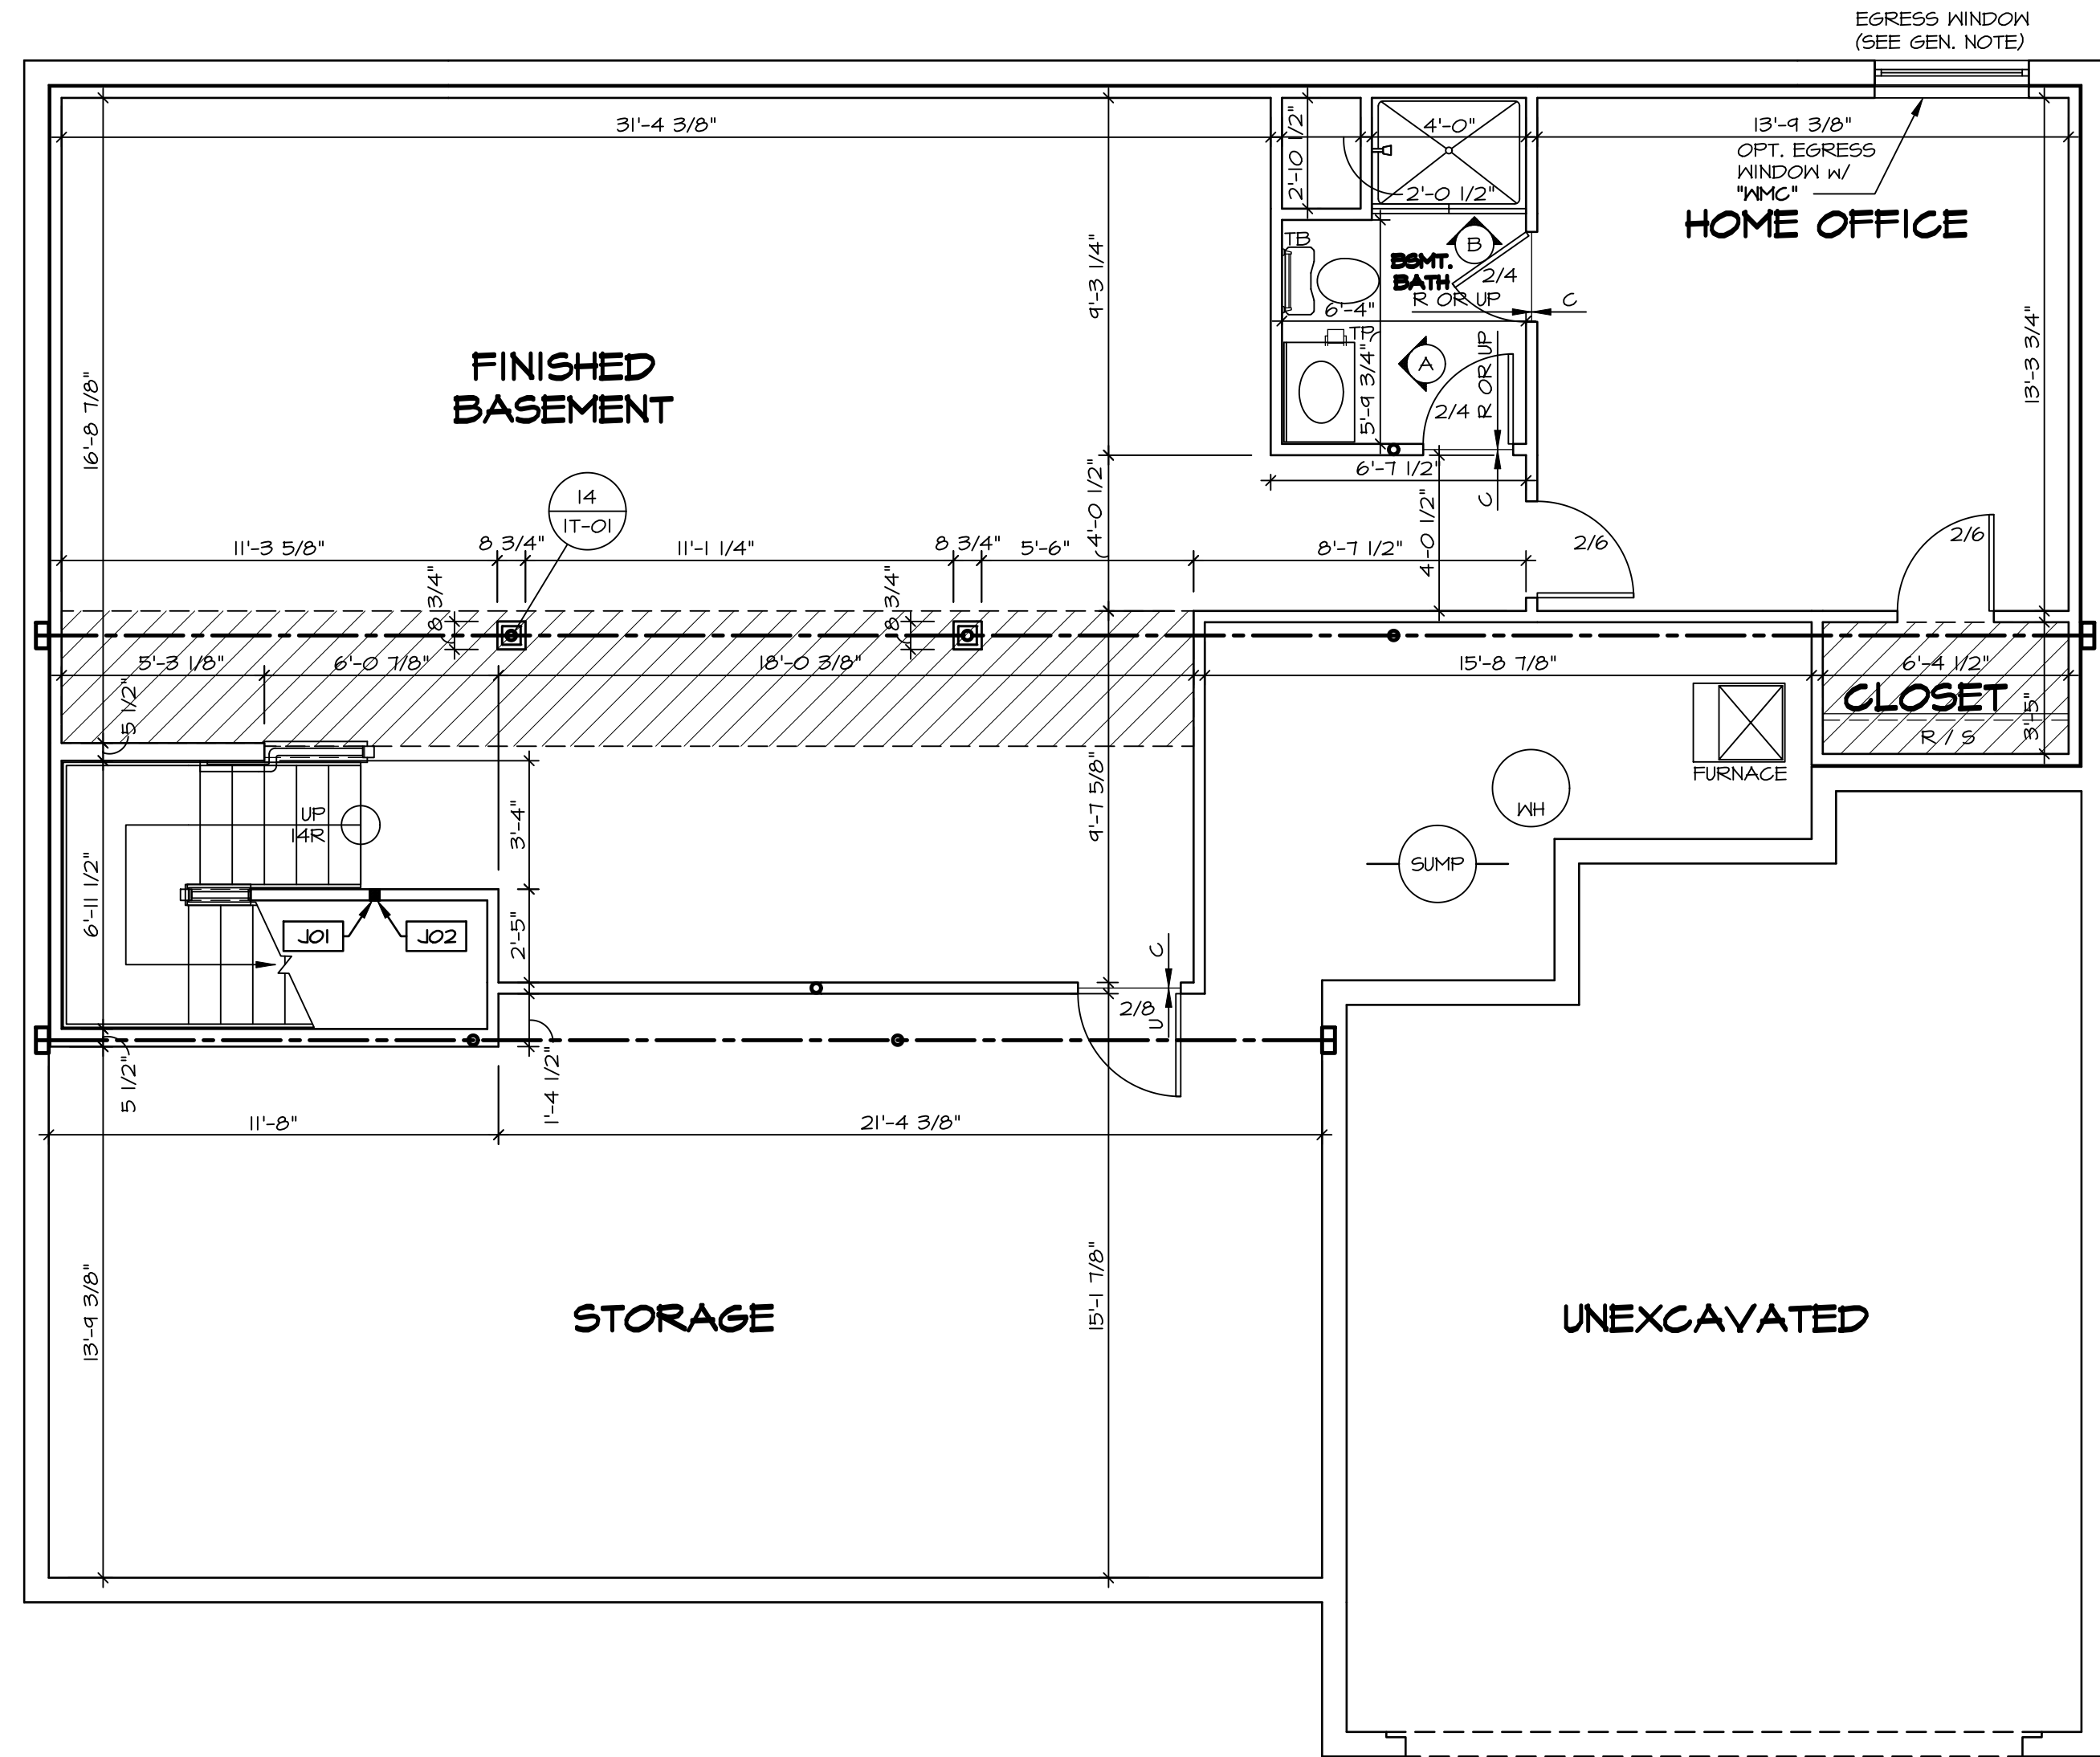 EGRESS WINDOW
(SEE GEN. NOTE)
31'-4 3/8"
2'-10 1/2"
4'-0"
2'-0 1/2"
13'-9 3/8"
OPT. EGRESS
WINDOW w/
"WMC"
HOME OFFICE
9'-3 1/4"
TB
BSMT.
BATH
B
2/4
R OR UP
C
6'-4"
TP
5'-9 3/4"
A
R OR UP
2/4
C
6'-7 1/2"
13'-3 3/4"
16'-8 7/8"
FINISHED
BASEMENT
14
1T-01
4'-0 1/2"
4'-0 1/2"
2/6
2/6
11'-3 5/8"
8 3/4"
11'-1 1/4"
8 3/4"
5'-6"
8'-7 1/2"
8 3/4"
8 3/4"
5'-3 1/8"
6'-0 7/8"
18'-0 3/8"
15'-8 7/8"
6'-4 1/2"
CLOSET
3'-5"
R / S
5 1/2"
FURNACE
WH
SUMP
UP
14R
3'-4"
9'-7 5/8"
6'-11 1/2"
J01
J02
2'-5"
C
2/8
U
5 1/2"
1'-4 1/2"
11'-8"
21'-4 3/8"
13'-9 3/8"
15'-1 7/8"
STORAGE
UNEXCAVATED